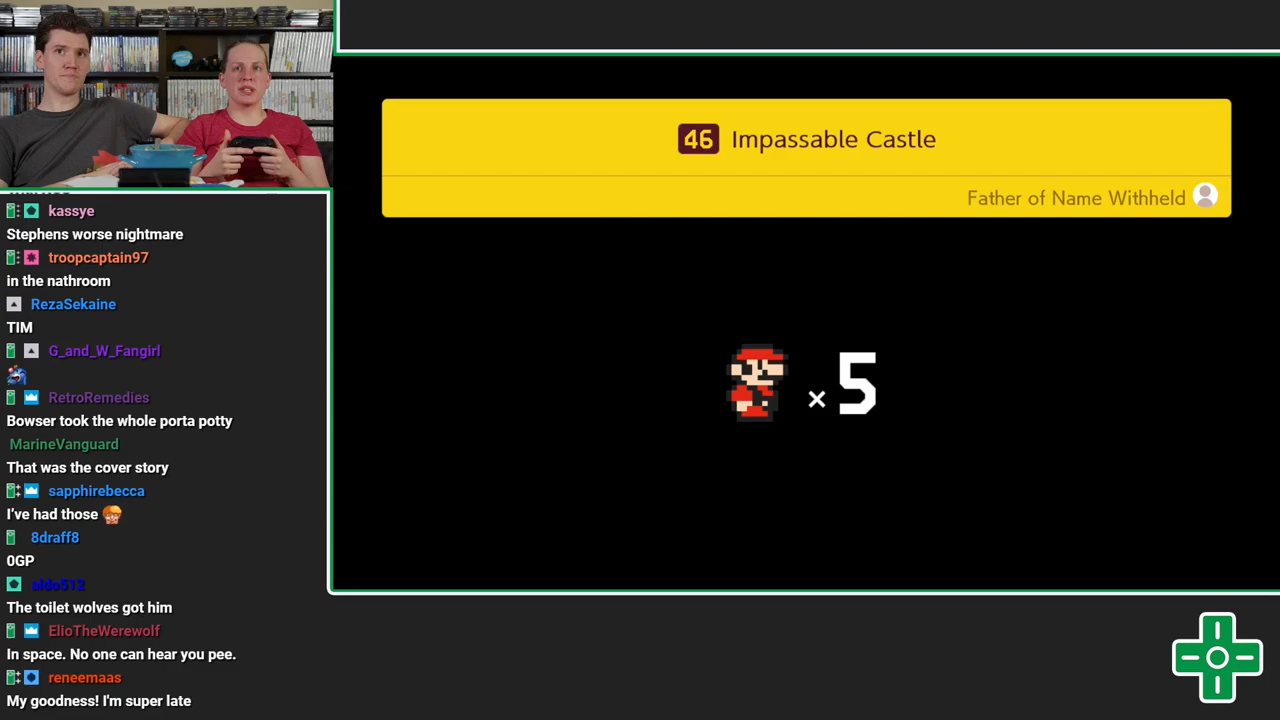 46 Impassable Castle
Father of Name Withheld
× 5
kassye
Stephens worse nightmare
troopcaptain97
in the nathroom
RezaSekaine
TIM
G_and_W_Fangirl
RetroRemedies
Bowser took the whole porta potty
MarineVanguard
That was the cover story
sapphirebecca
I've had those
8draff8
0GP
aldo512
The toilet wolves got him
ElioTheWerewolf
In space. No one can hear you pee.
reneemaas
My goodness! I'm super late